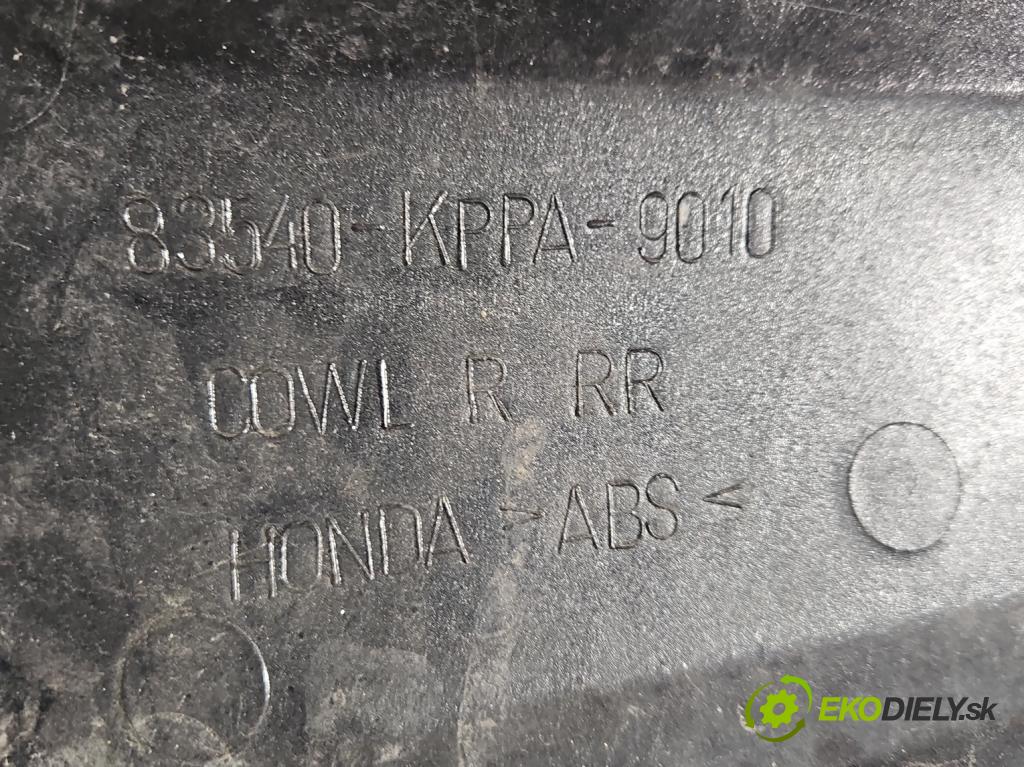 83540-KPPA-9010
COWL R RR
HONDA >ABS<
EKODIELY.sk